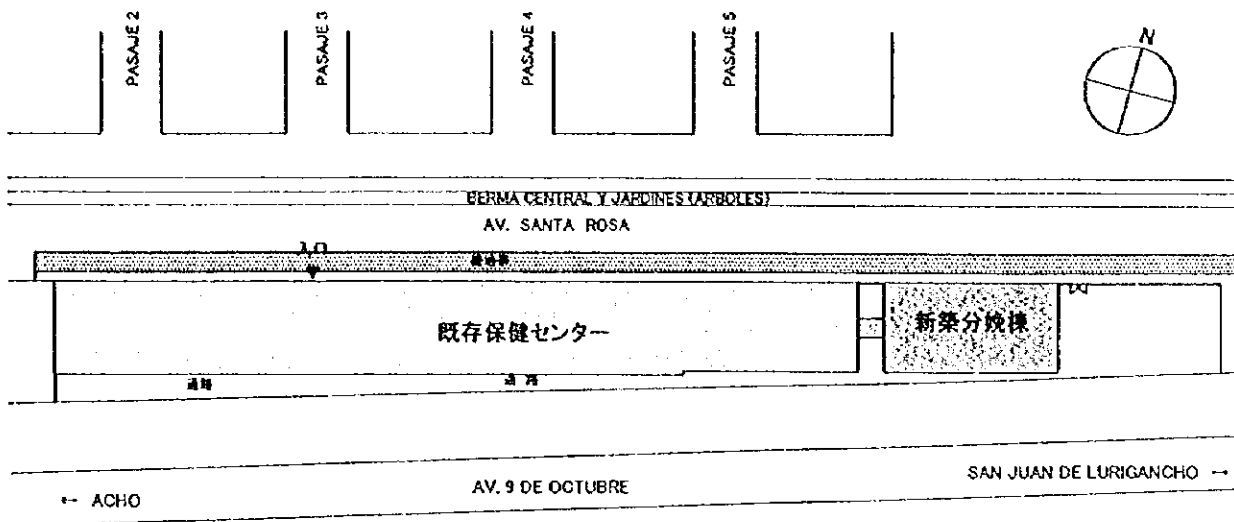 PASAJE 2
PASAJE 3
PASAJE 4
PASAJE 5
N
BERMA CENTRAL Y JARDINES (ARBOLES)
AV. SANTA ROSA
入口
既存保健センター
新築分娩棟
通路
通路
AV. 9 DE OCTUBRE
SAN JUAN DE LURIGANCHO →
← ACHO